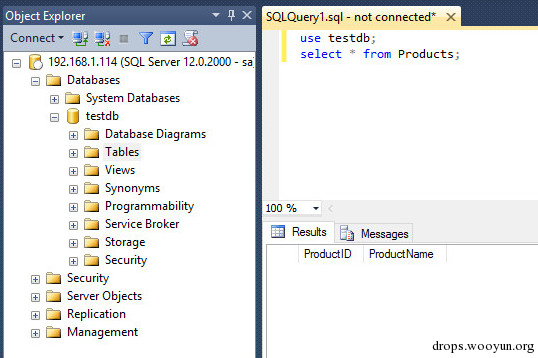 Object Explorer
Connect
192.168.1.114 (SQL Server 12.0.2000 - sa)
Databases
System Databases
testdb
Database Diagrams
Tables
Views
Synonyms
Programmability
Service Broker
Storage
Security
Security
Server Objects
Replication
Management
SQLQuery1.sql - not connected*
use testdb;
select * from Products;
100 %
Results
Messages
ProductID ProductName
drops.wooyun.org